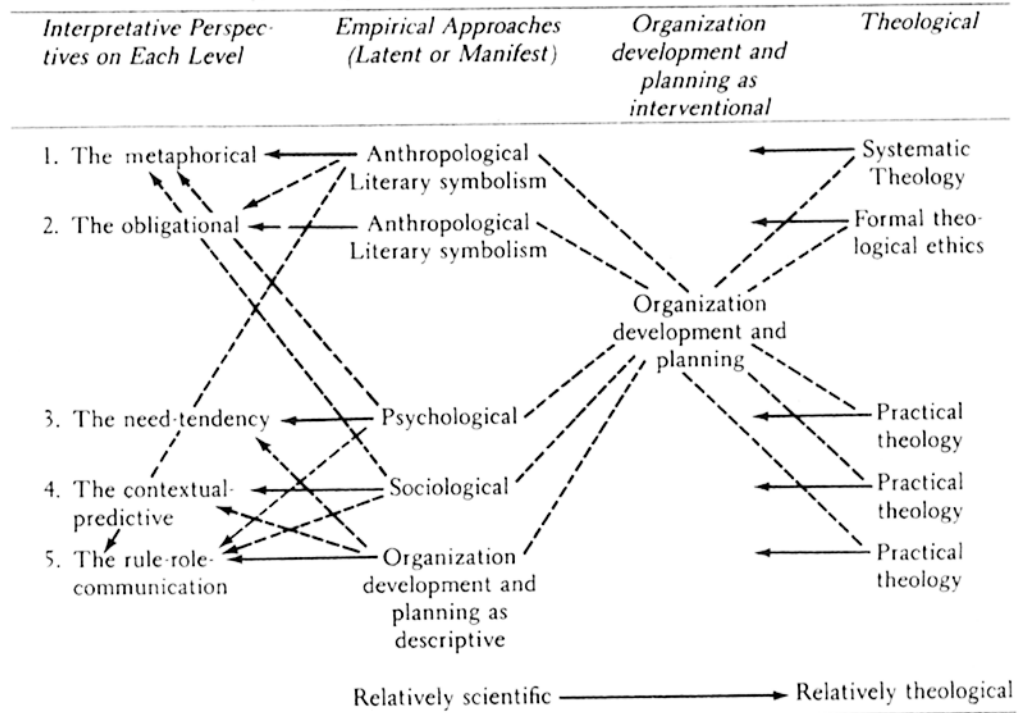 Interpretative Perspec-
tives on Each Level
Empirical Approaches
(Latent or Manifest)
Organization
development and
planning as
interventional
Theological
1. The metaphorical
Anthropological
Literary symbolism
Systematic
Theology
2. The obligational
Anthropological
Literary symbolism
Formal theo-
logical ethics
Organization
development and
planning
3. The need-tendency
Psychological
Practical
theology
4. The contextual-
predictive
Sociological
Practical
theology
5. The rule-role-
communication
Organization
development and
planning as
descriptive
Practical
theology
Relatively scientific
Relatively theological